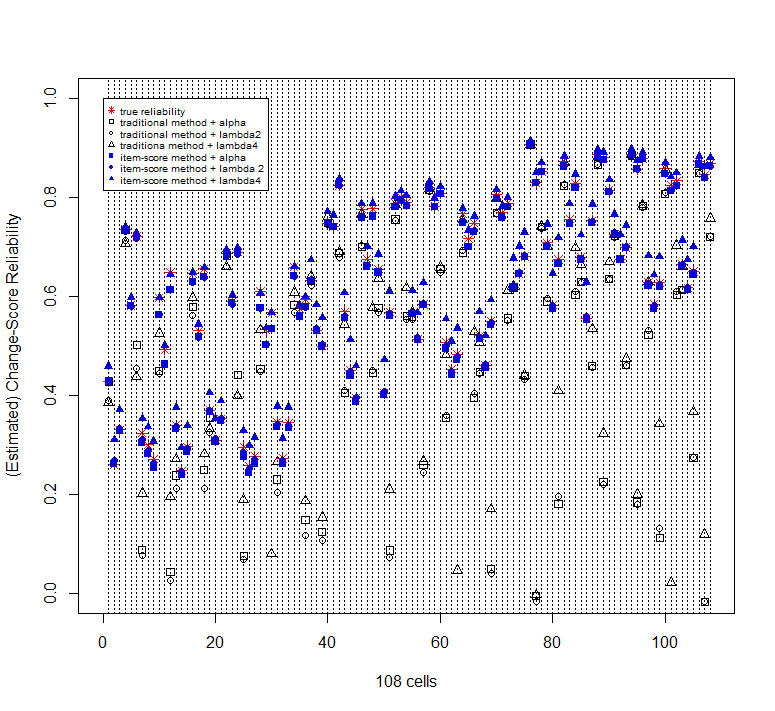 (Estimated) Change-Score Reliability
1.0
0.8
0.6
0.4
0.2
0.0
true reliability
traditional method + alpha
traditional method + lambda2
traditiona method + lambda4
item-score method + alpha
item-score method + lambda 2
item-score method + lambda4
0 20 40 60 80 100
108 cells